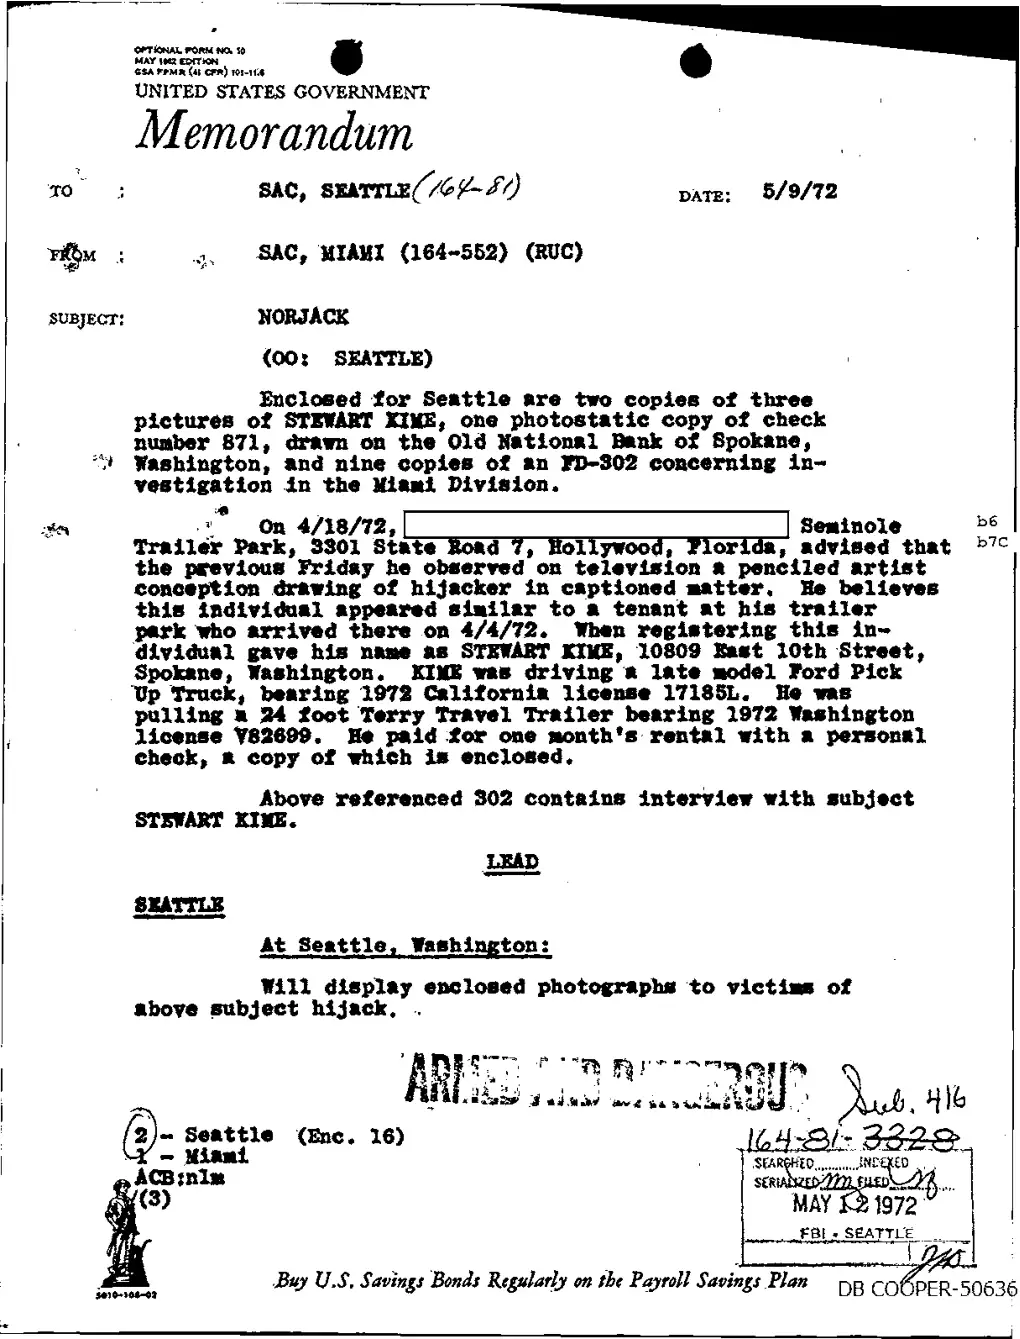 OPTIONAL FORM NO. 10
MAY 1962 EDITION
GSA FPMR (41 CFR) 101-11.6
UNITED STATES GOVERNMENT
Memorandum
TO : SAC, SEATTLE (164-81) DATE: 5/9/72
FROM : SAC, MIAMI (164-552) (RUC)
SUBJECT: NORJACK
(OO: SEATTLE)
Enclosed for Seattle are two copies of three
pictures of STEWART KIME, one photostatic copy of check
number 871, drawn on the Old National Bank of Spokane,
Washington, and nine copies of an FD-302 concerning in-
vestigation in the Miami Division.
On 4/18/72, Seminole b6
Trailer Park, 3301 State Road 7, Hollywood, Florida, advised that b7C
the previous Friday he observed on television a penciled artist
conception drawing of hijacker in captioned matter. He believes
this individual appeared similar to a tenant at his trailer
park who arrived there on 4/4/72. When registering this in-
dividual gave his name as STEWART KIME, 10809 East 10th Street,
Spokane, Washington. KIME was driving a late model Ford Pick
Up Truck, bearing 1972 California license 17185L. He was
pulling a 24 foot Terry Travel Trailer bearing 1972 Washington
license V82699. He paid for one month's rental with a personal
check, a copy of which is enclosed.
Above referenced 302 contains interview with subject
STEWART KIME.
LEAD
SEATTLE
At Seattle, Washington:
Will display enclosed photographs to victims of
above subject hijack.
ARMED AND DANGEROUS
Sub. 416
2 - Seattle (Enc. 16)
1 - Miami
ACB:nlm
(3)
164-81-3328
SEARCHED INDEXED
SERIALIZED FILED
MAY 12 1972
FBI - SEATTLE
Buy U.S. Savings Bonds Regularly on the Payroll Savings Plan
5010-108-02
DB COOPER-50636